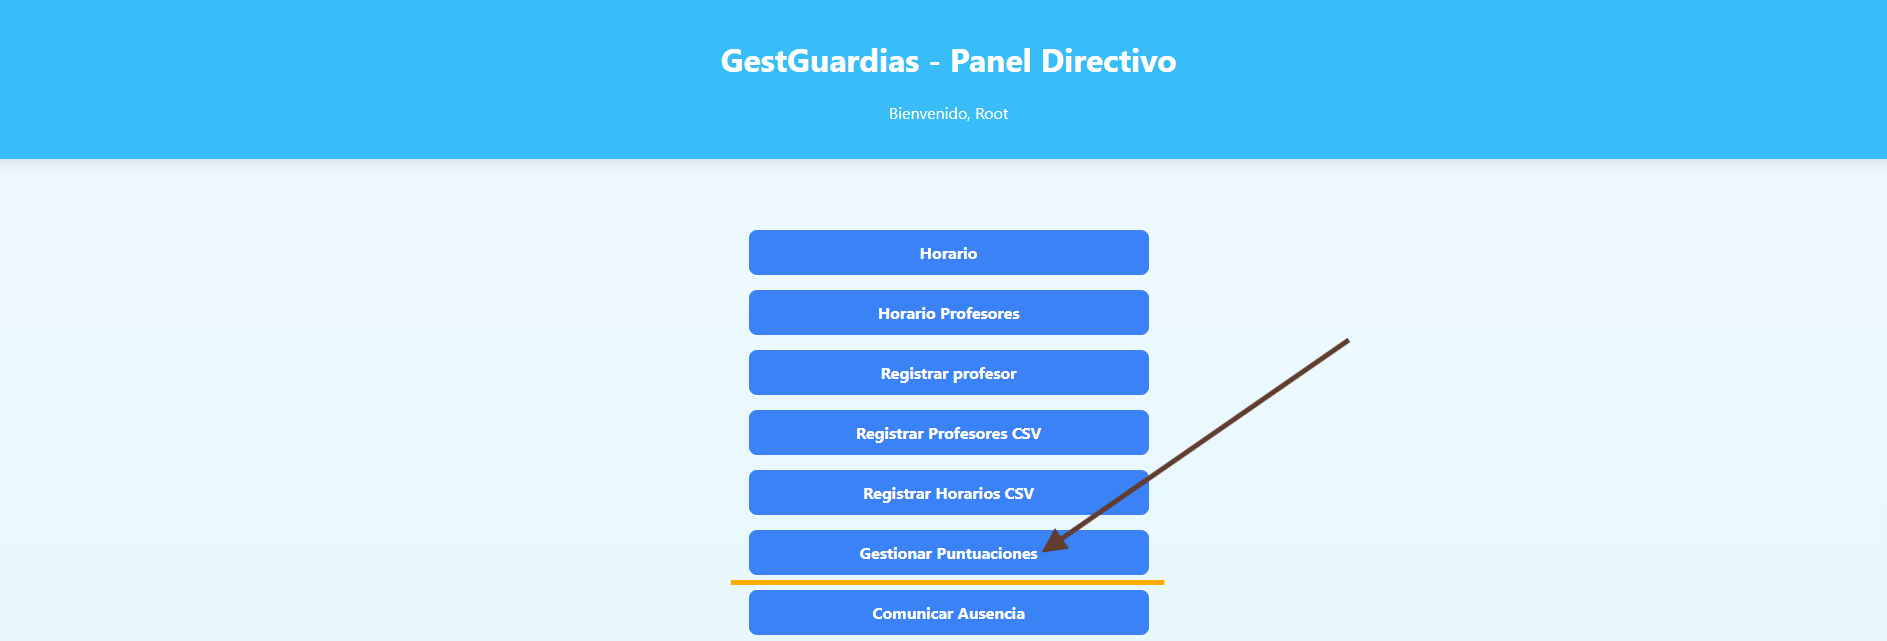 GestGuardias - Panel Directivo
Bienvenido, Root
Horario
Horario Profesores
Registrar profesor
Registrar Profesores CSV
Registrar Horarios CSV
Gestionar Puntuaciones
Comunicar Ausencia